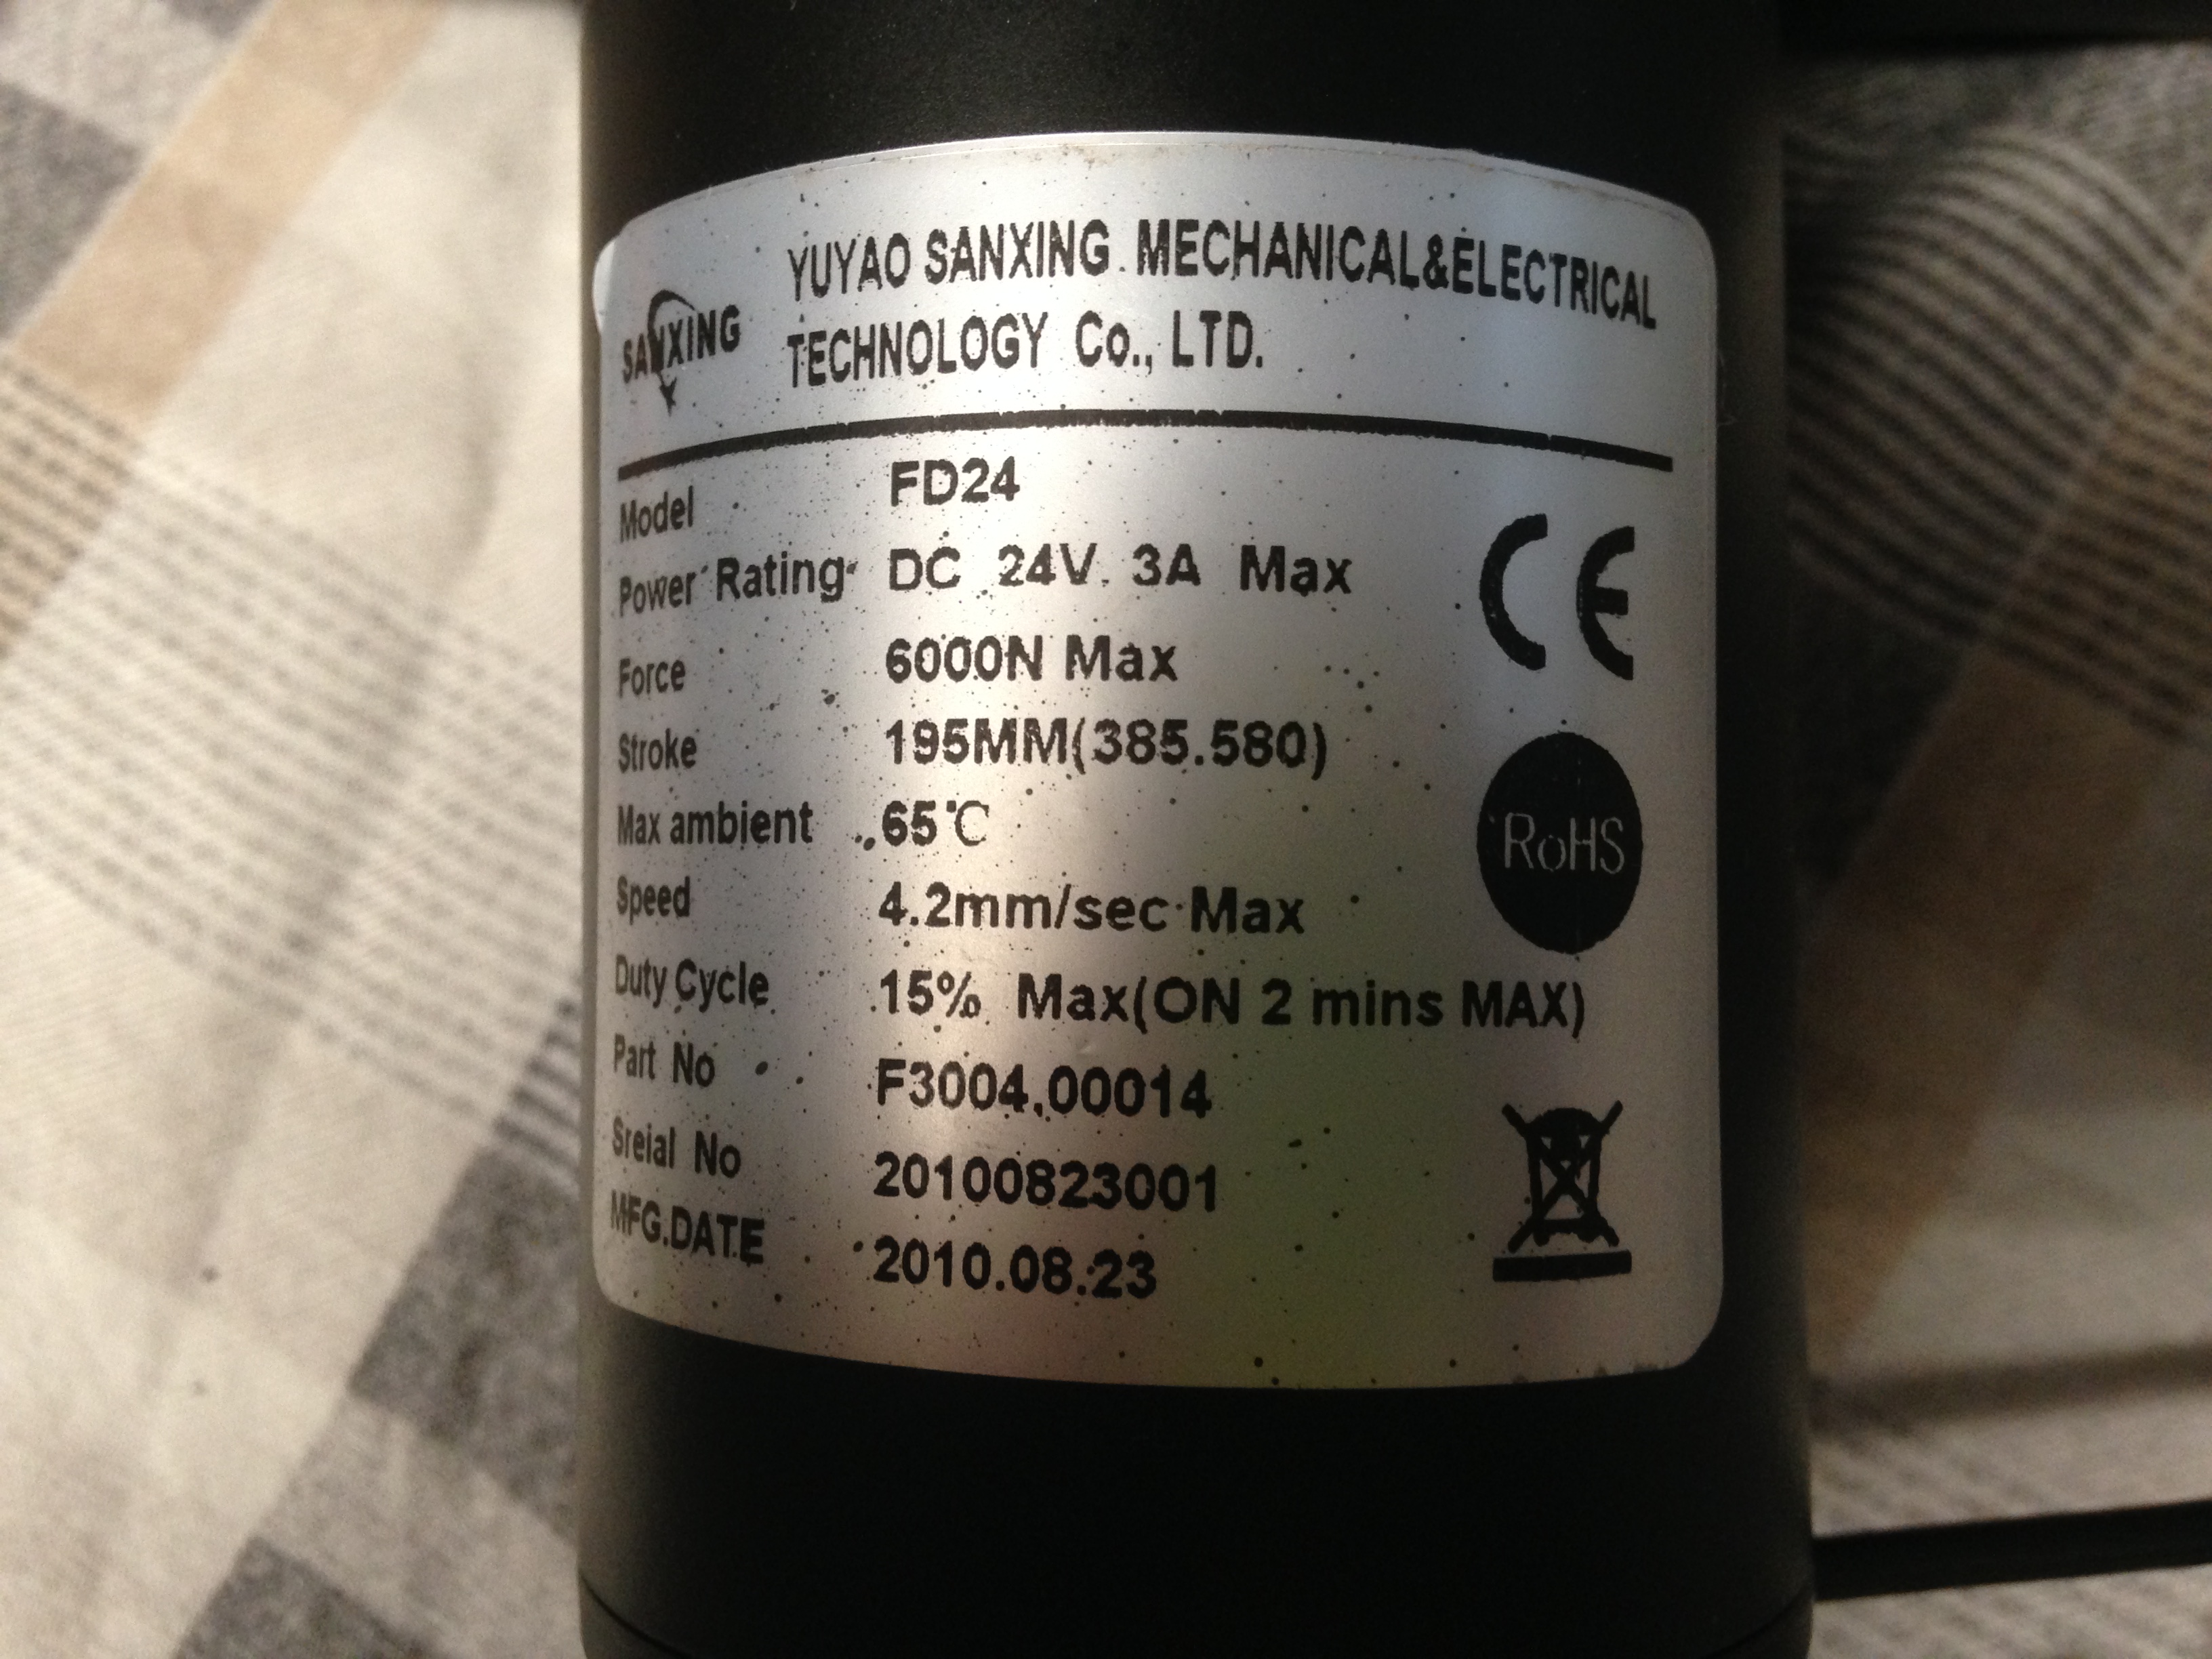 SANXING
YUYAO SANXING MECHANICAL&ELECTRICAL
TECHNOLOGY Co., LTD.
Model FD24
Power Rating DC 24V. 3A Max
Force 6000N Max
Stroke 195MM(385.580)
Max ambient 65℃
Speed 4.2mm/sec Max
Duty Cycle 15% Max(ON 2 mins MAX)
Part No F3004.00014
Sreial No 20100823001
MFG.DATE 2010.08.23
CE
RoHS